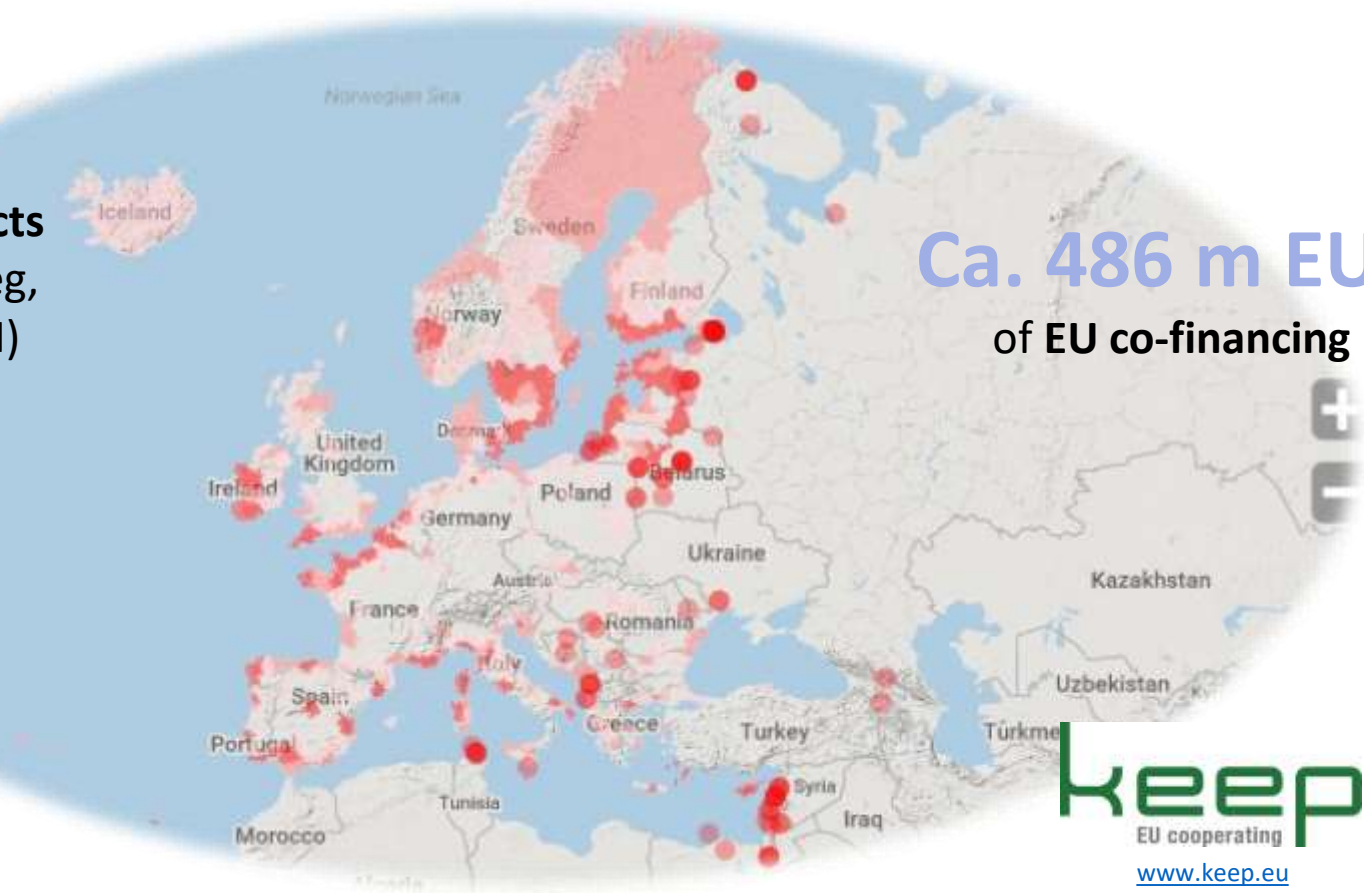 Norwegian Sea
Iceland
cts
eg,
)
Sweden
Finland
Norway
Ca. 486 m EU
of EU co-financing
+
−
United
Kingdom
Ireland
Belarus
Poland
Germany
Ukraine
Kazakhstan
Austria
France
Romania
Italy
Spain
Uzbekistan
Portugal
Greece
Turkey
Türkme
Syria
Tunisia
Iraq
Morocco
keep
EU cooperating
www.keep.eu